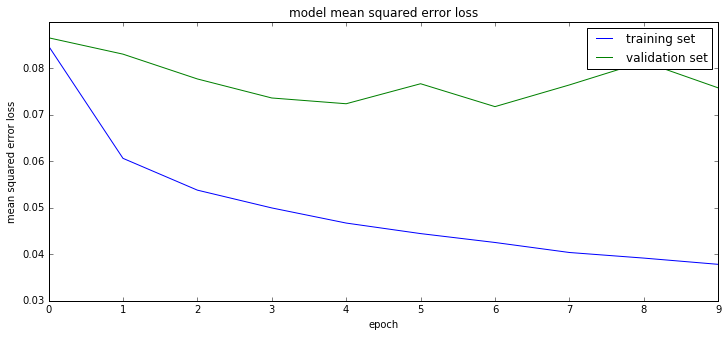 model mean squared error loss
training set
validation set
mean squared error loss
0.08
0.07
0.06
0.05
0.04
0.03
0 1 2 3 4 5 6 7 8 9
epoch